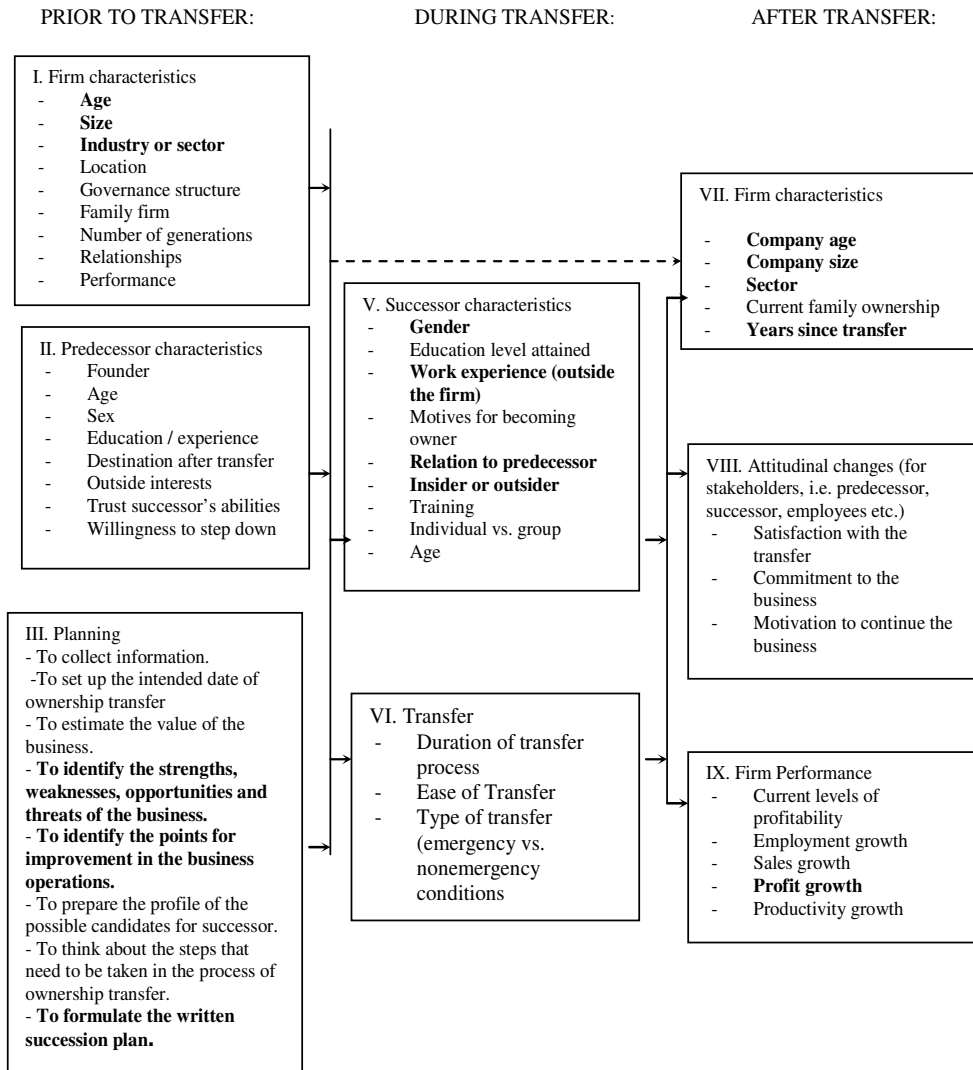 PRIOR TO TRANSFER:
DURING TRANSFER:
AFTER TRANSFER:
I. Firm characteristics
- Age
- Size
- Industry or sector
- Location
- Governance structure
- Family firm
- Number of generations
- Relationships
- Performance
II. Predecessor characteristics
- Founder
- Age
- Sex
- Education / experience
- Destination after transfer
- Outside interests
- Trust successor's abilities
- Willingness to step down
III. Planning
- To collect information.
-To set up the intended date of
ownership transfer
- To estimate the value of the
business.
- To identify the strengths,
weaknesses, opportunities and
threats of the business.
- To identify the points for
improvement in the business
operations.
- To prepare the profile of the
possible candidates for successor.
- To think about the steps that
need to be taken in the process of
ownership transfer.
- To formulate the written
succession plan.
V. Successor characteristics
- Gender
- Education level attained
- Work experience (outside
the firm)
- Motives for becoming
owner
- Relation to predecessor
- Insider or outsider
- Training
- Individual vs. group
- Age
VI. Transfer
- Duration of transfer
process
- Ease of Transfer
- Type of transfer
(emergency vs.
nonemergency
conditions
VII. Firm characteristics
- Company age
- Company size
- Sector
- Current family ownership
- Years since transfer
VIII. Attitudinal changes (for
stakeholders, i.e. predecessor,
successor, employees etc.)
- Satisfaction with the
transfer
- Commitment to the
business
- Motivation to continue the
business
IX. Firm Performance
- Current levels of
profitability
- Employment growth
- Sales growth
- Profit growth
- Productivity growth